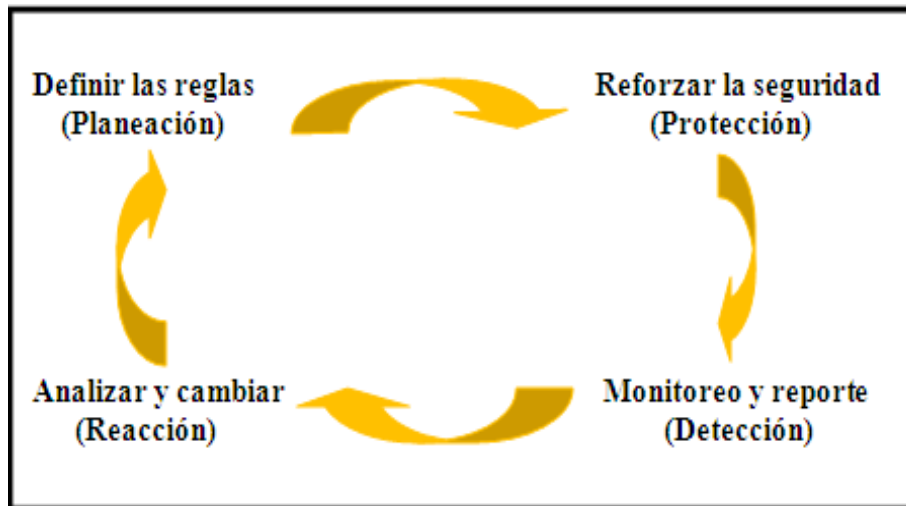 Definir las reglas
(Planeación)
Reforzar la seguridad
(Protección)
Analizar y cambiar
(Reacción)
Monitoreo y reporte
(Detección)